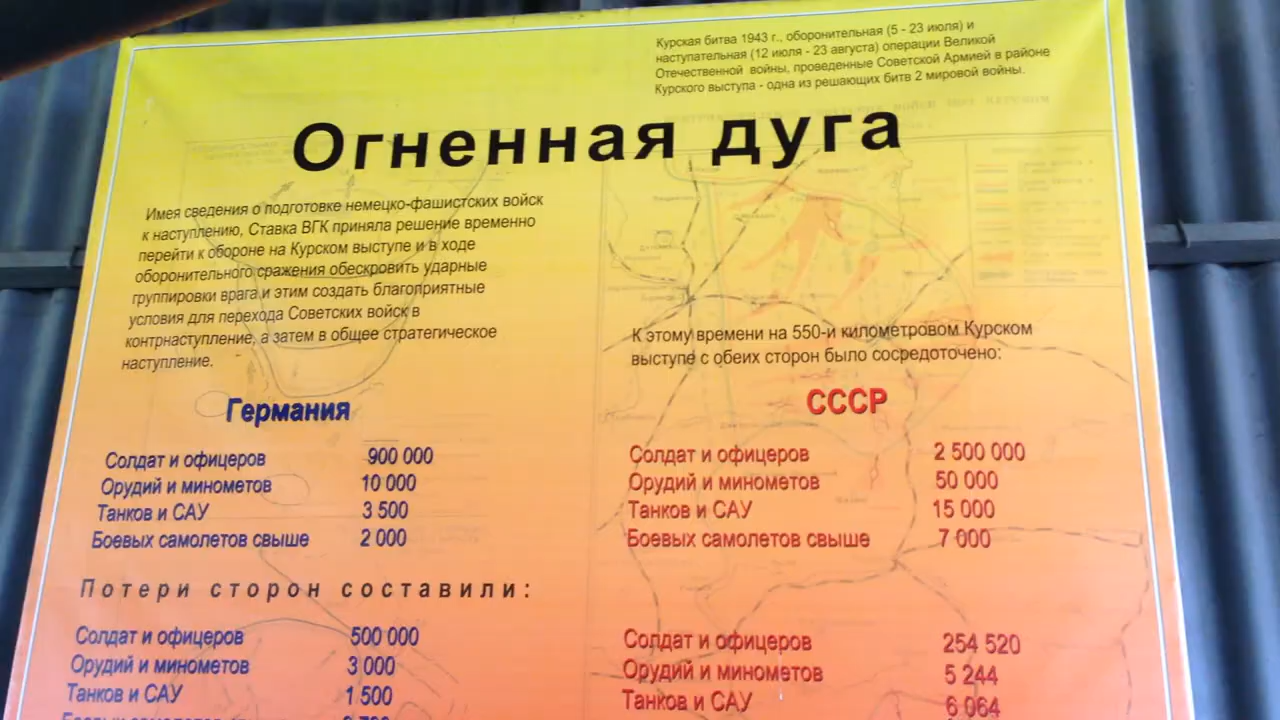 Курская битва 1943 г., оборонительная (5 - 23 июля) и
наступательная (12 июля - 23 августа) операции Великой
Отечественной войны, проведенные Советской Армией в районе
Курского выступа - одна из решающих битв 2 мировой войны.
Огненная дуга
Имея сведения о подготовке немецко-фашистских войск
к наступлению, Ставка ВГК приняла решение временно
перейти к обороне на Курском выступе и в ходе
оборонительного сражения обескровить ударные
группировки врага и этим создать благоприятные
условия для перехода Советских войск в
контрнаступление, а затем в общее стратегическое
наступление.
К этому времени на 550-и километровом Курском
выступе с обеих сторон было сосредоточено:
Германия
Солдат и офицеров 900 000
Орудий и минометов 10 000
Танков и САУ 3 500
Боевых самолетов свыше 2 000
СССР
Солдат и офицеров 2 500 000
Орудий и минометов 50 000
Танков и САУ 15 000
Боевых самолетов свыше 7 000
Потери сторон составили:
Солдат и офицеров 500 000
Орудий и минометов 3 000
Танков и САУ 1 500
Солдат и офицеров 254 520
Орудий и минометов 5 244
Танков и САУ 6 064